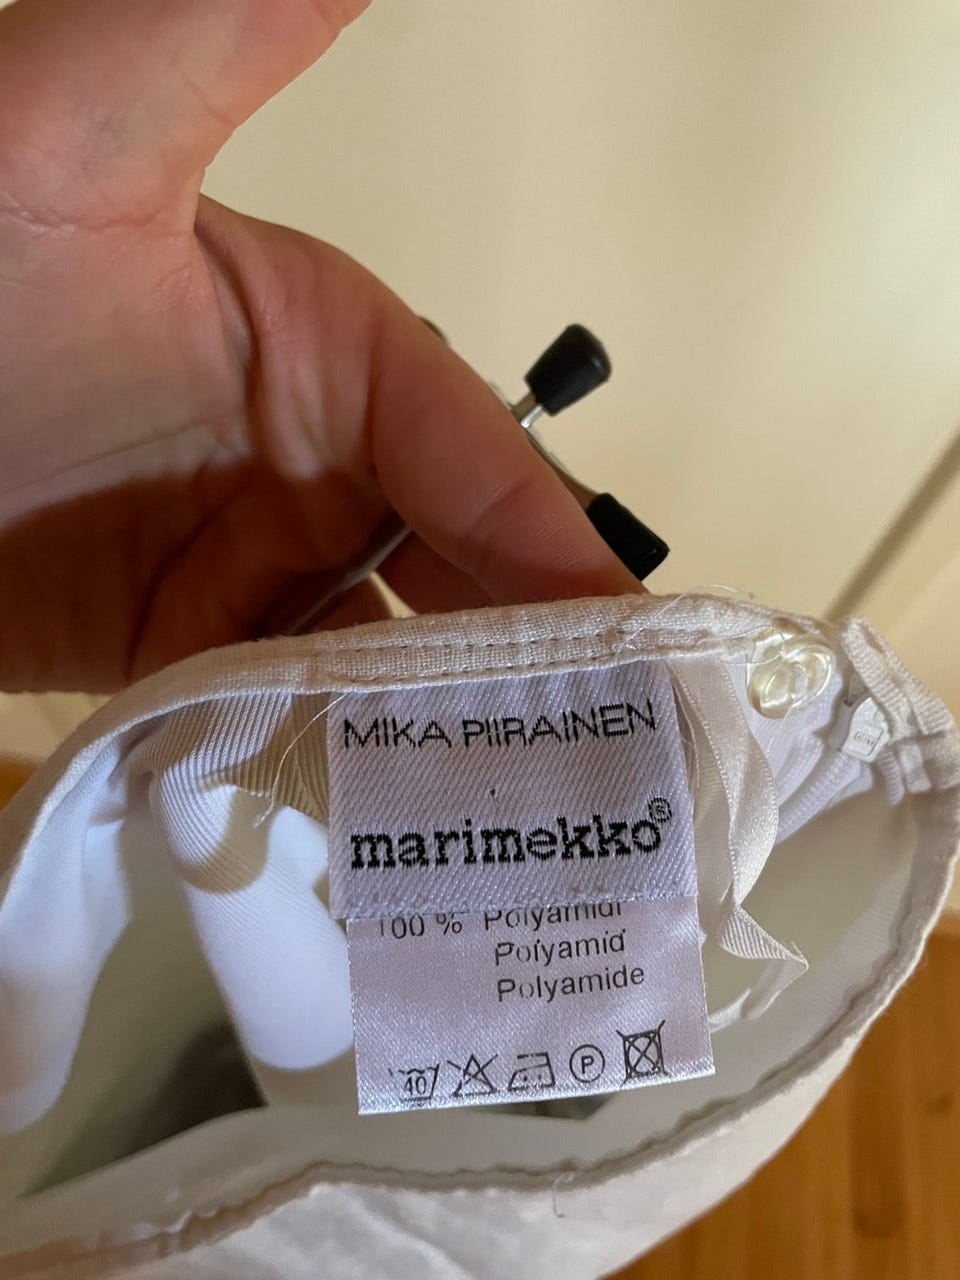 MIKA PIIRAINEN
marimekko®
100 % Polyamidi
Polyamid
Polyamide
40 P